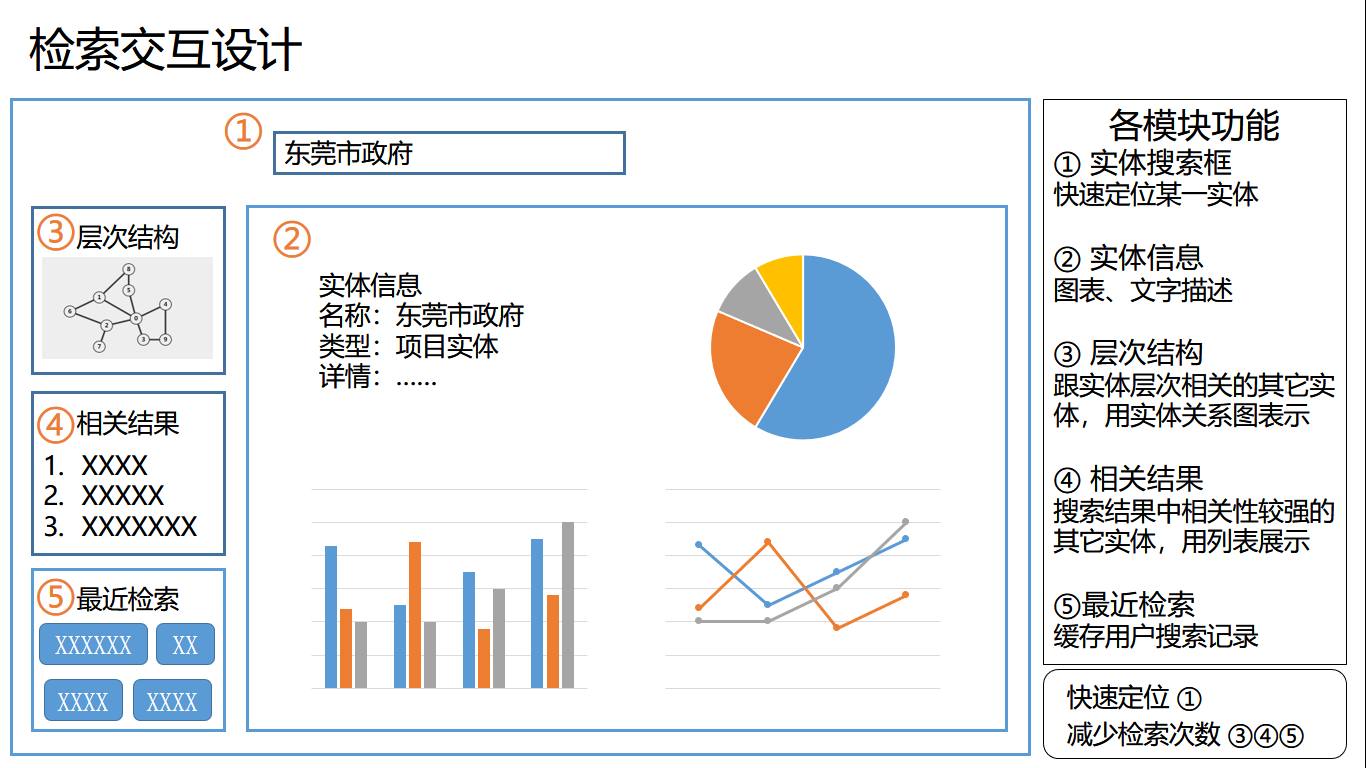 检索交互设计
①
东莞市政府
③ 层次结构
8
5
1
4
6
0
2
3
9
7
④ 相关结果
1. XXXX
2. XXXXX
3. XXXXXXX
⑤ 最近检索
XXXXXX XX
XXXX XXXX
②
实体信息
名称：东莞市政府
类型：项目实体
详情：……
各模块功能
① 实体搜索框
快速定位某一实体
② 实体信息
图表、文字描述
③ 层次结构
跟实体层次相关的其它实
体，用实体关系图表示
④ 相关结果
搜索结果中相关性较强的
其它实体，用列表展示
⑤最近检索
缓存用户搜索记录
快速定位 ①
减少检索次数 ③④⑤